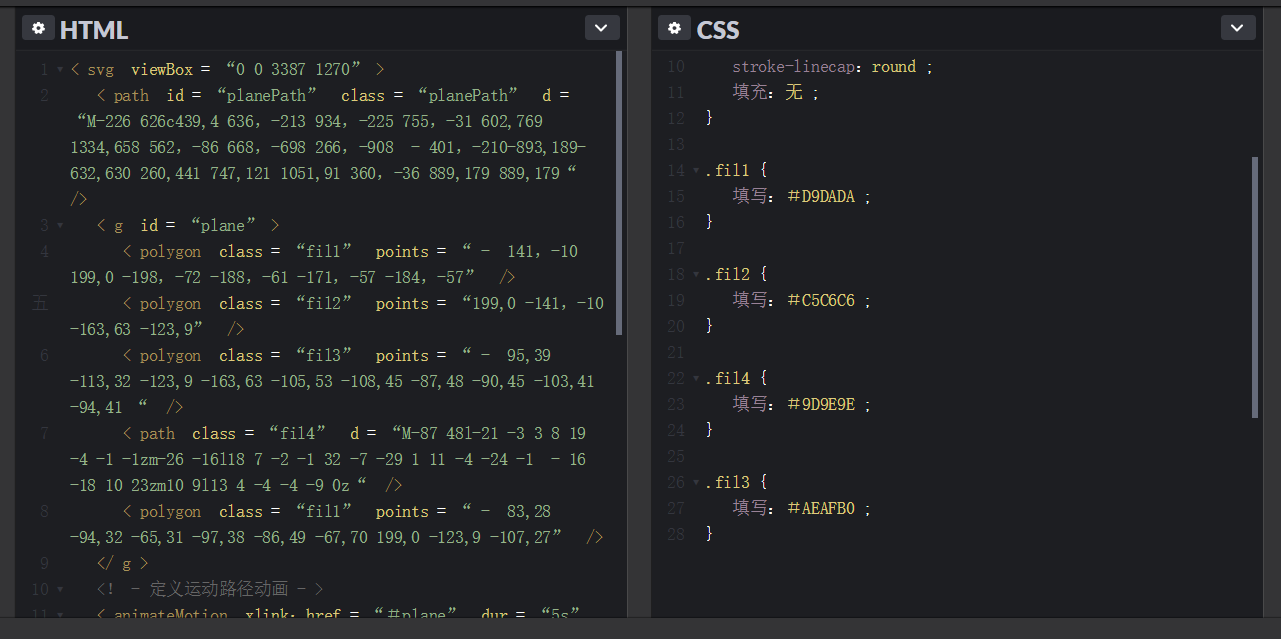 HTML
1 < svg viewBox = “0 0 3387 1270” >
2 < path id = “planePath” class = “planePath” d =
“M-226 626c439,4 636，-213 934，-225 755，-31 602,769
1334,658 562，-86 668，-698 266，-908 - 401，-210-893,189-
632,630 260,441 747,121 1051,91 360，-36 889,179 889,179 “
/>
3 < g id = “plane” >
4 < polygon class = “fil1” points = “ - 141，-10
199,0 -198，-72 -188，-61 -171，-57 -184，-57” />
五 < polygon class = “fil2” points = “199,0 -141，-10
-163,63 -123,9” />
6 < polygon class = “fil3” points = “ - 95,39
-113,32 -123,9 -163,63 -105,53 -108,45 -87,48 -90,45 -103,41
-94,41 “ />
7 < path class = “fil4” d = “M-87 48l-21 -3 3 8 19
-4 -1 -1zm-26 -16l18 7 -2 -1 32 -7 -29 1 11 -4 -24 -1 - 16
-18 10 23zm10 9l13 4 -4 -4 -9 0z “ />
8 < polygon class = “fil1” points = “ - 83,28
-94,32 -65,31 -97,38 -86,49 -67,70 199,0 -123,9 -107,27” />
9 </ g >
10 <! - 定义运动路径动画 - >
11 < animateMotion xlink：href = “＃plane” dur = “5s”
CSS
10 stroke-linecap：round ;
11 填充：无 ;
12 }
13
14 .fil1 {
15 填写：＃D9DADA ;
16 }
17
18 .fil2 {
19 填写：＃C5C6C6 ;
20 }
21
22 .fil4 {
23 填写：＃9D9E9E ;
24 }
25
26 .fil3 {
27 填写：＃AEAFB0 ;
28 }